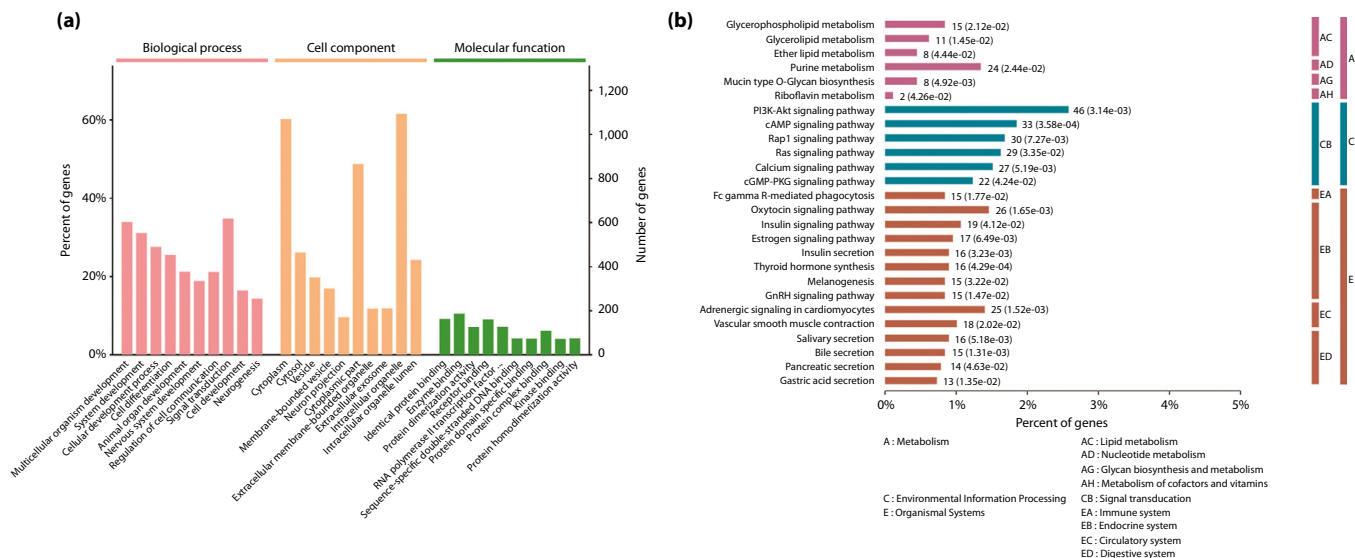 (a)
Biological process
Cell component
Molecular funcation
Percent of genes
60%
40%
20%
0%
Number of genes
1,200
1,000
800
600
400
200
0
Multicellular organism development
System development
Cellular development process
Cell differentiation
Animal organ development
Nervous system development
Regulation of cell communication
Signal transduction
Cell development
Neurogenesis
Cytoplasm
Cytosol
Vesicle
Membrane-bounded vesicle
Neuron projection
Cytoplasmic part
Extracellular membrane-bounded organelle
Extracellular exosome
Intracellular organelle
Intracellular organelle lumen
Identical protein binding
Enzyme binding
Protein dimerization activity
Receptor binding
RNA polymerase II transcription factor ...
Sequence-specific double-stranded DNA binding
Protein domain specific binding
Protein complex binding
Kinase binding
Protein homodimerization activity
(b)
Glycerophospholipid metabolism 15 (2.12e-02)
Glycerolipid metabolism 11 (1.45e-02)
Ether lipid metabolism 8 (4.44e-02)
Purine metabolism 24 (2.44e-02)
Mucin type O-Glycan biosynthesis 8 (4.92e-03)
Riboflavin metabolism 2 (4.26e-02)
PI3K-Akt signaling pathway 46 (3.14e-03)
cAMP signaling pathway 33 (3.58e-04)
Rap1 signaling pathway 30 (7.27e-03)
Ras signaling pathway 29 (3.35e-02)
Calcium signaling pathway 27 (5.19e-03)
cGMP-PKG signaling pathway 22 (4.24e-02)
Fc gamma R-mediated phagocytosis 15 (1.77e-02)
Oxytocin signaling pathway 26 (1.65e-03)
Insulin signaling pathway 19 (4.12e-02)
Estrogen signaling pathway 17 (6.49e-03)
Insulin secretion 16 (3.23e-03)
Thyroid hormone synthesis 16 (4.29e-04)
Melanogenesis 15 (3.22e-02)
GnRH signaling pathway 15 (1.47e-02)
Adrenergic signaling in cardiomyocytes 25 (1.52e-03)
Vascular smooth muscle contraction 18 (2.02e-02)
Salivary secretion 16 (5.18e-03)
Bile secretion 15 (1.31e-03)
Pancreatic secretion 14 (4.63e-02)
Gastric acid secretion 13 (1.35e-02)
AC
AD
AG
AH
A
CB
C
EA
EB
EC
ED
E
0% 1% 2% 3% 4% 5%
Percent of genes
A : Metabolism
AC : Lipid metabolism
AD : Nucleotide metabolism
AG : Glycan biosynthesis and metabolism
AH : Metabolism of cofactors and vitamins
C : Environmental Information Processing
CB : Signal transducation
E : Organismal Systems
EA : Immune system
EB : Endocrine system
EC : Circulatory system
ED : Digestive system